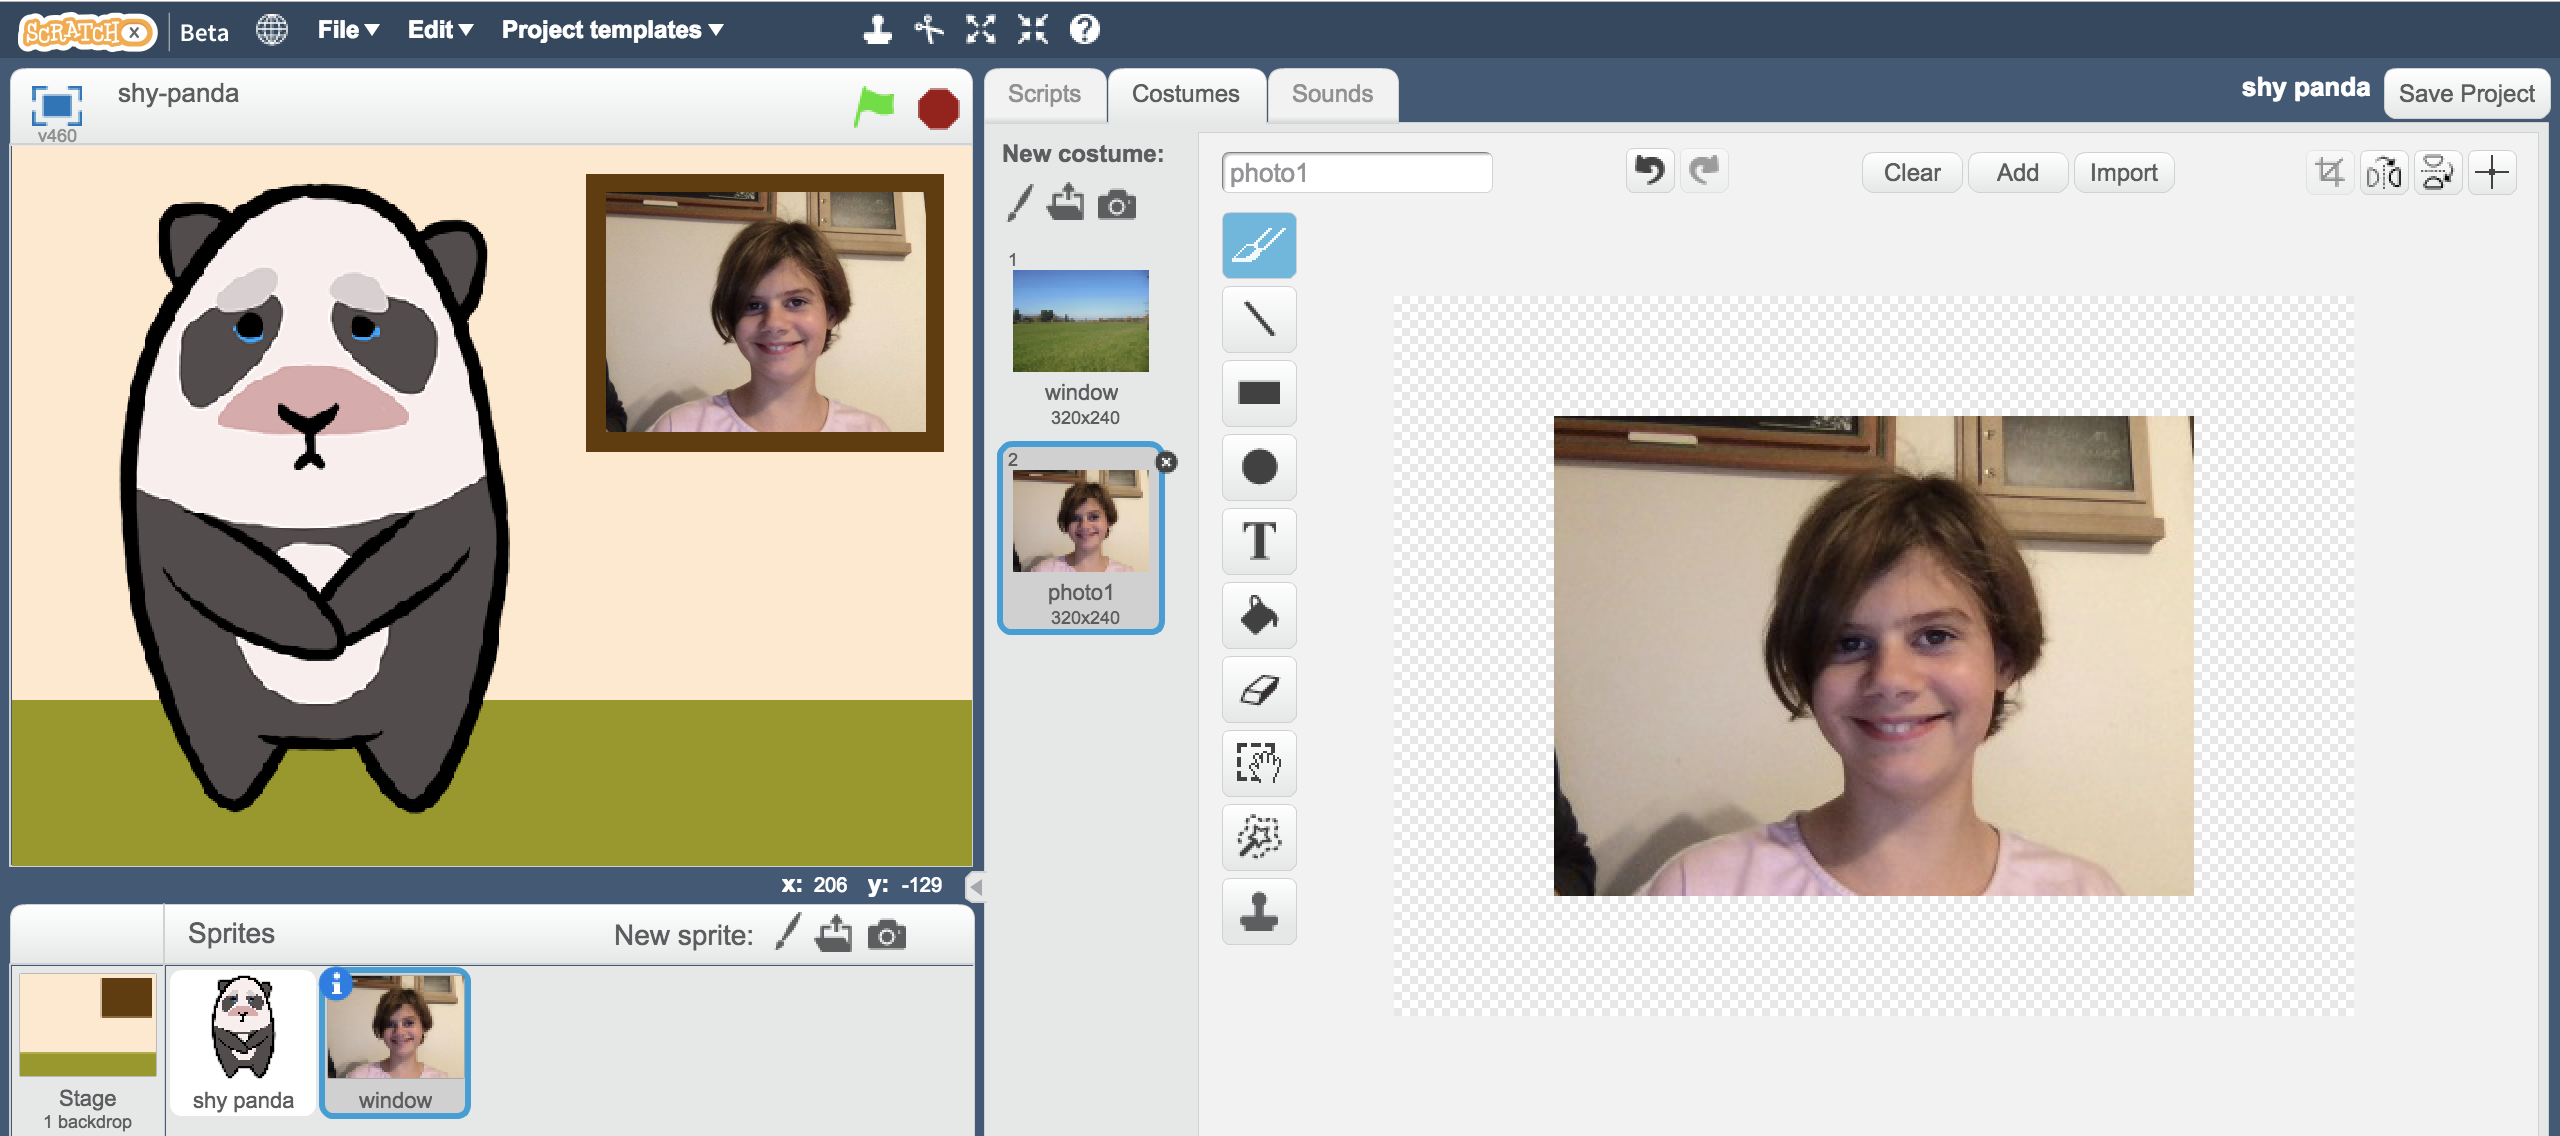 SCRATCH X Beta File Edit Project templates ?
shy-panda
v460
Scripts Costumes Sounds
shy panda Save Project
New costume:
photo1
Clear Add Import
1
window
320x240
2
photo1
320x240
T
x: 206 y: -129
Sprites New sprite:
i
Stage
1 backdrop
shy panda
window